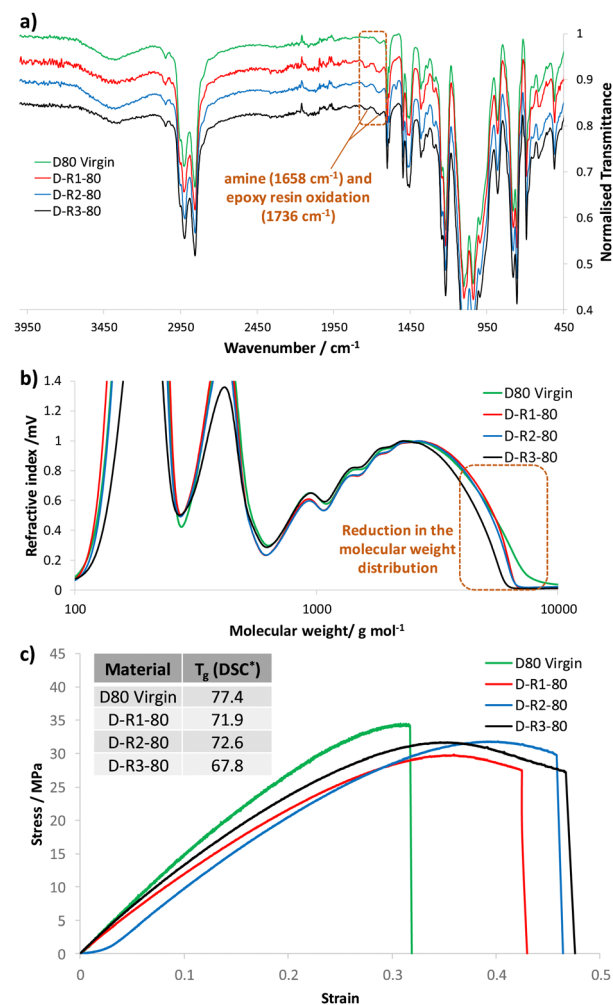 a)
1
0.9
0.8
0.7
0.6
0.5
0.4
Normalised Transmittance
D80 Virgin
D-R1-80
D-R2-80
D-R3-80
amine (1658 cm⁻¹) and
epoxy resin oxidation
(1736 cm⁻¹)
3950 3450 2950 2450 1950 1450 950 450
Wavenumber / cm⁻¹
b)
1.4
1.2
1
0.8
0.6
0.4
0.2
0
Refractive index /mV
D80 Virgin
D-R1-80
D-R2-80
D-R3-80
Reduction in the
molecular weight
distribution
100 1000 10000
Molecular weight/ g mol⁻¹
c)
45
40
35
30
25
20
15
10
5
0
Stress / MPa
Material Tg (DSC*)
D80 Virgin 77.4
D-R1-80 71.9
D-R2-80 72.6
D-R3-80 67.8
D80 Virgin
D-R1-80
D-R2-80
D-R3-80
0 0.1 0.2 0.3 0.4 0.5
Strain